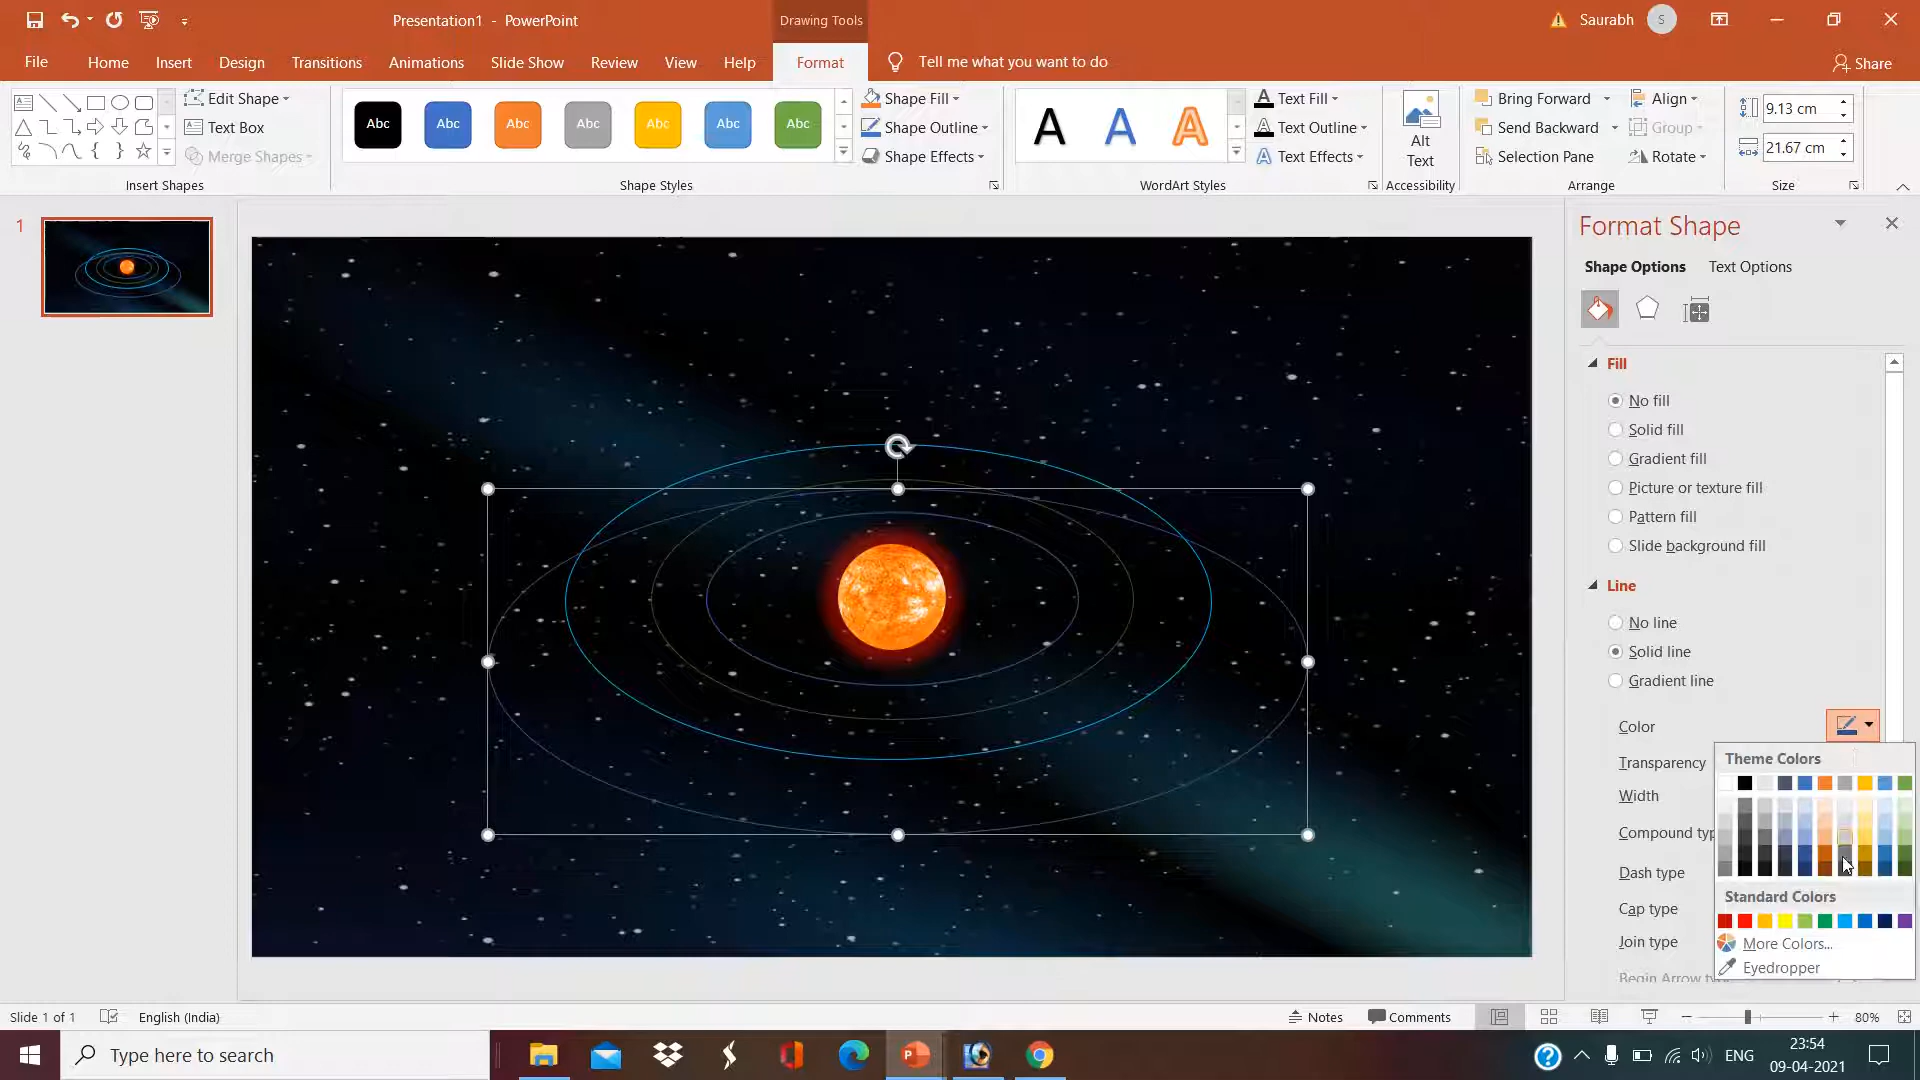 Presentation1 - PowerPoint
Drawing Tools
Saurabh
S
File
Home
Insert
Design
Transitions
Animations
Slide Show
Review
View
Help
Format
Tell me what you want to do
Share
Edit Shape
Text Box
Merge Shapes
Insert Shapes
Abc
Abc
Abc
Abc
Abc
Abc
Abc
Shape Fill
Shape Outline
Shape Effects
Shape Styles
A
A
A
Text Fill
Text Outline
Text Effects
WordArt Styles
Alt
Text
Accessibility
Bring Forward
Send Backward
Selection Pane
Align
Group
Rotate
Arrange
9.13 cm
21.67 cm
Size
1
Format Shape
Shape Options
Text Options
Fill
No fill
Solid fill
Gradient fill
Picture or texture fill
Pattern fill
Slide background fill
Line
No line
Solid line
Gradient line
Color
Transparency
Width
Compound typ
Dash type
Cap type
Join type
Begin Arrow ty
Theme Colors
Standard Colors
More Colors...
Eyedropper
Slide 1 of 1
English (India)
Notes
Comments
80%
Type here to search
ENG
23:54
09-04-2021